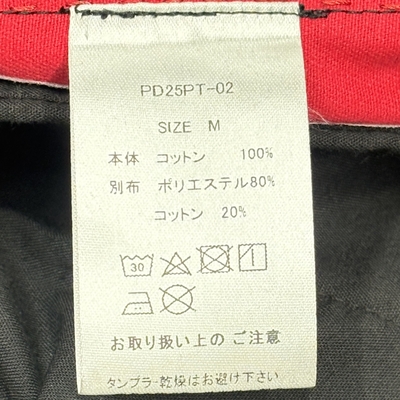 PD25PT-02
SIZE M
本体 コットン 100%
別布 ポリエステル80%
コットン 20%
30
お取り扱い上の ご注意
タンブラー乾燥はお避け下さい